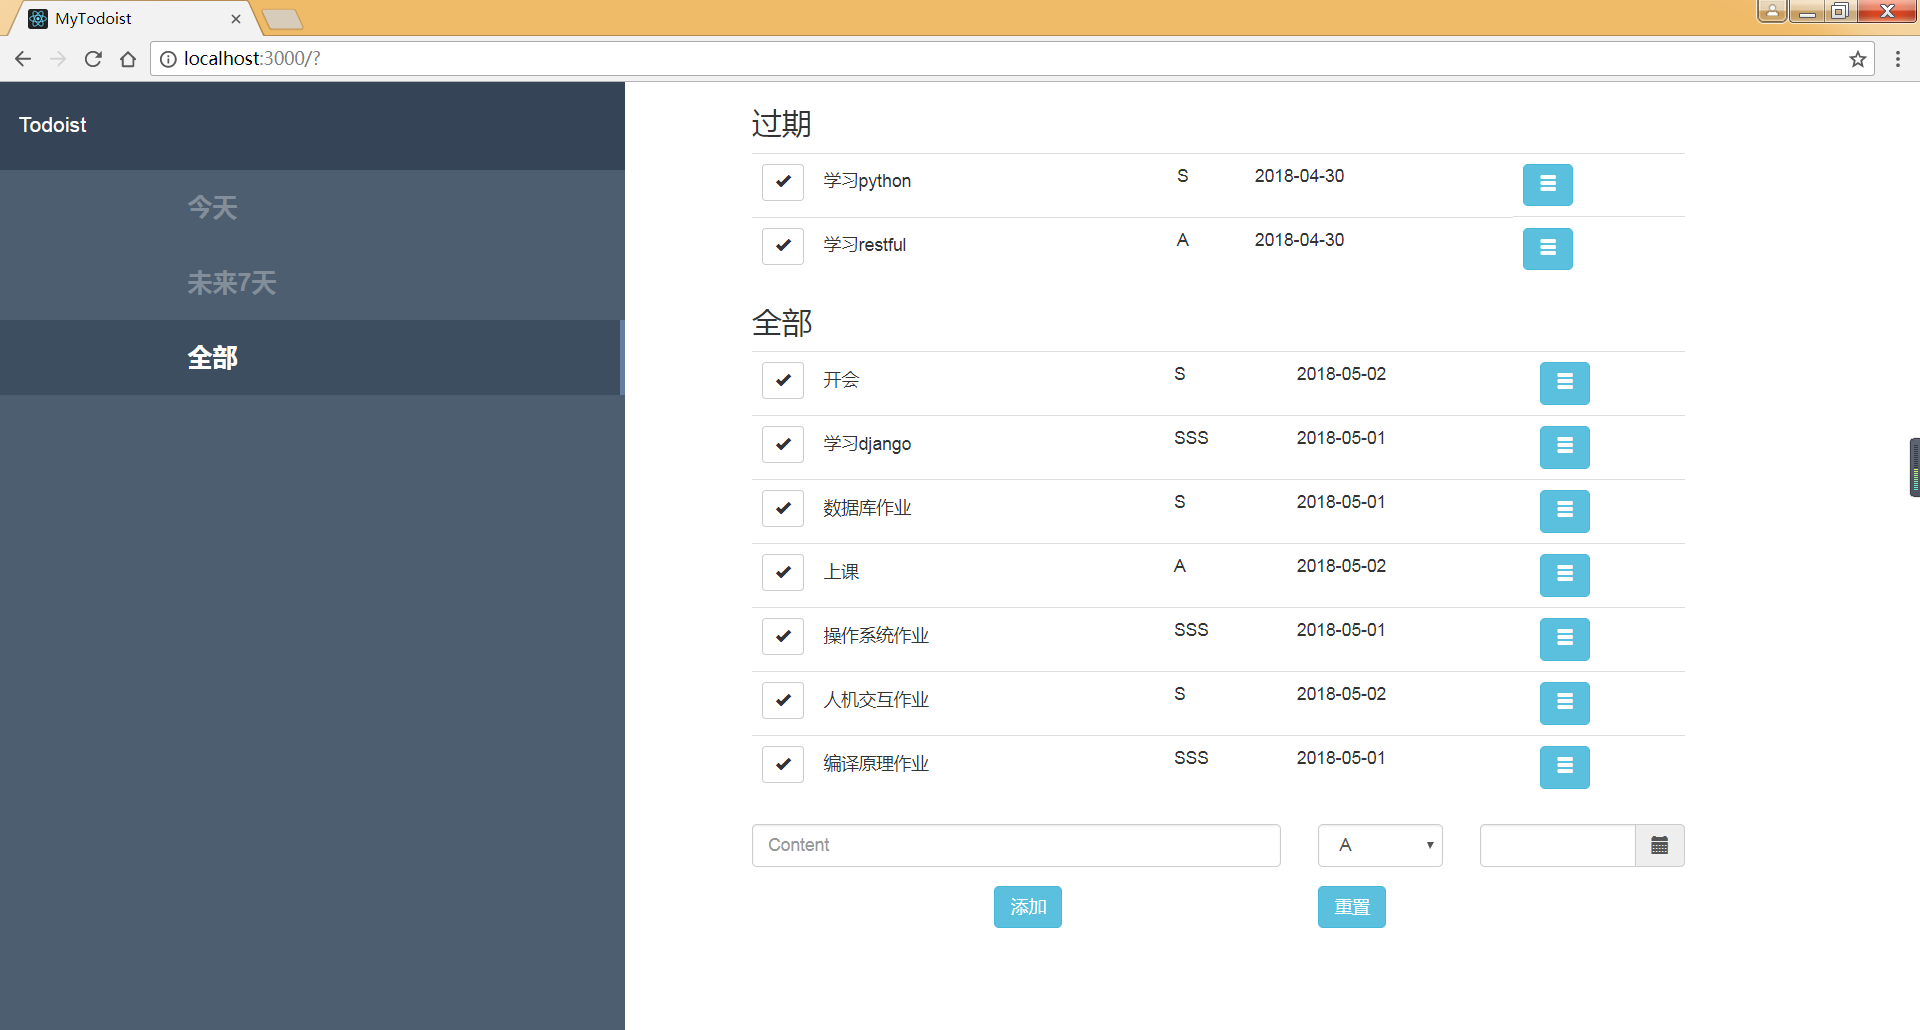 MyTodoist
localhost:3000/?
Todoist
今天
未来7天
全部
过期
学习python S 2018-04-30
学习restful A 2018-04-30
全部
开会 S 2018-05-02
学习django SSS 2018-05-01
数据库作业 S 2018-05-01
上课 A 2018-05-02
操作系统作业 SSS 2018-05-01
人机交互作业 S 2018-05-02
编译原理作业 SSS 2018-05-01
Content A
添加 重置